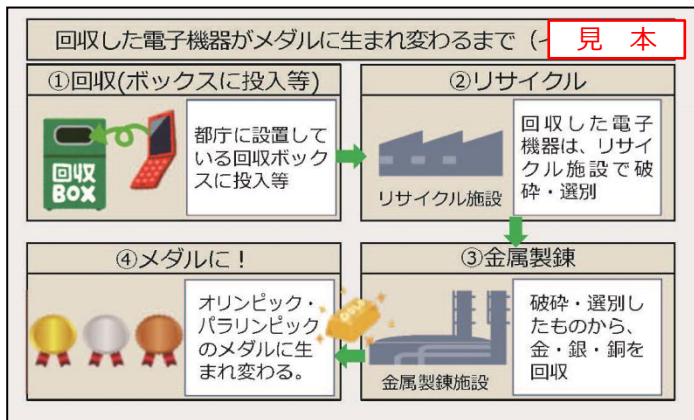 回収した電子機器がメダルに生まれ変わるまで（イ
見 本
①回収(ボックスに投入等)
回収
BOX
都庁に設置して
いる回収ボック
スに投入等
②リサイクル
リサイクル施設
回収した電子
機器は、リサイ
クル施設で破
砕・選別
③金属製錬
金属製錬施設
破砕・選別し
たものから、
金・銀・銅を
回収
④メダルに！
オリンピック・
パラリンピック
のメダルに生
まれ変わる。
GOLD